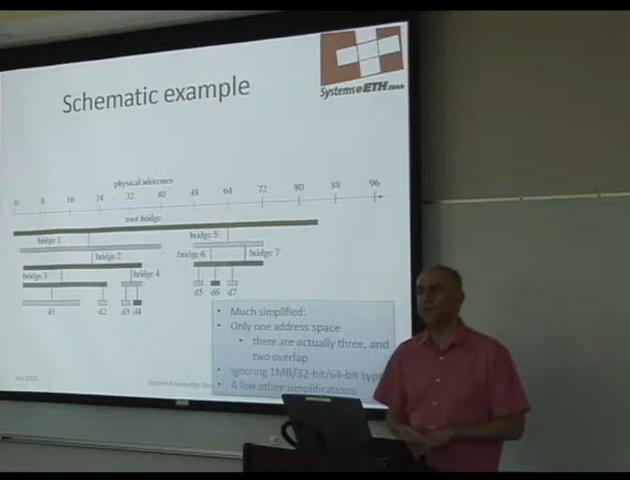 Schematic example
Systems@ETH Zürich
physical addresses
0 8 16 24 32 40 48 56 64 72 80 88 96
root bridge
bridge 1
bridge 5
bridge 2
bridge 6
bridge 7
bridge 3
bridge 4
d5 d6 d7
d1 d2 d3 d4
• Much simplified:
• Only one address space
• there are actually three, and
two overlap
• Ignoring 1MB/32-bit/64-bit
• A few other simplifications